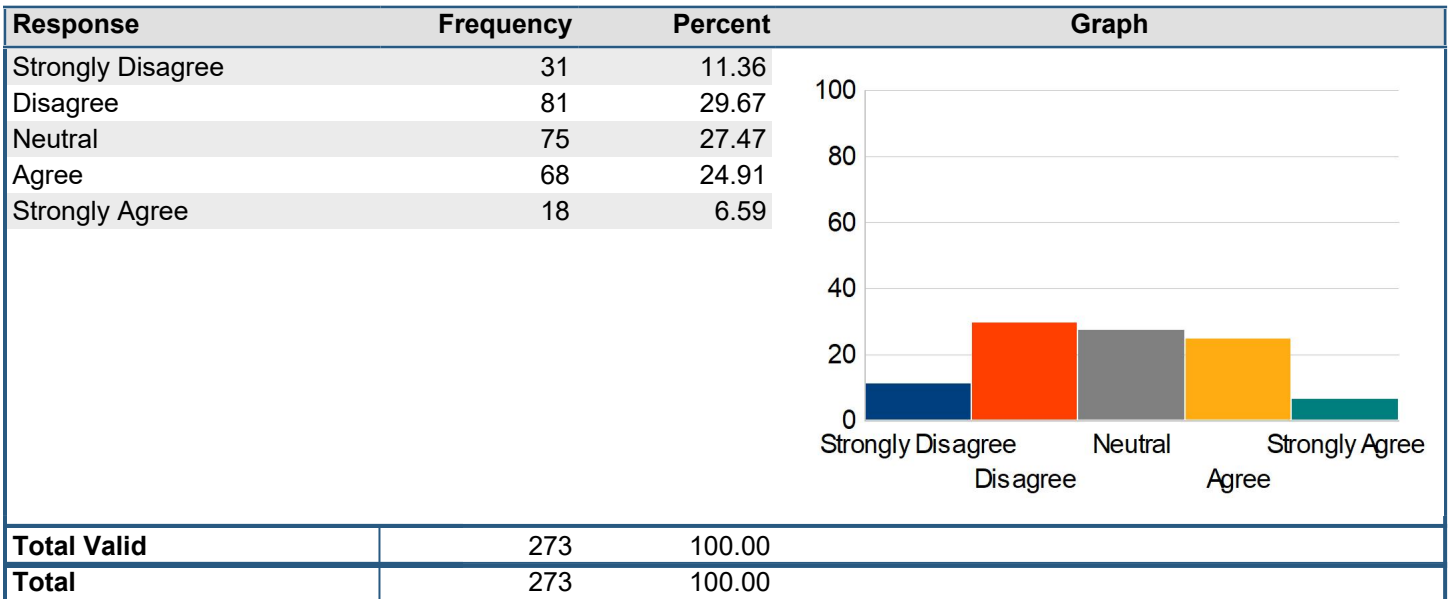 Response Frequency Percent Graph
Strongly Disagree 31 11.36
Disagree 81 29.67
Neutral 75 27.47
Agree 68 24.91
Strongly Agree 18 6.59
100
80
60
40
20
0
Strongly Disagree Neutral Strongly Agree
Disagree Agree
Total Valid 273 100.00
Total 273 100.00